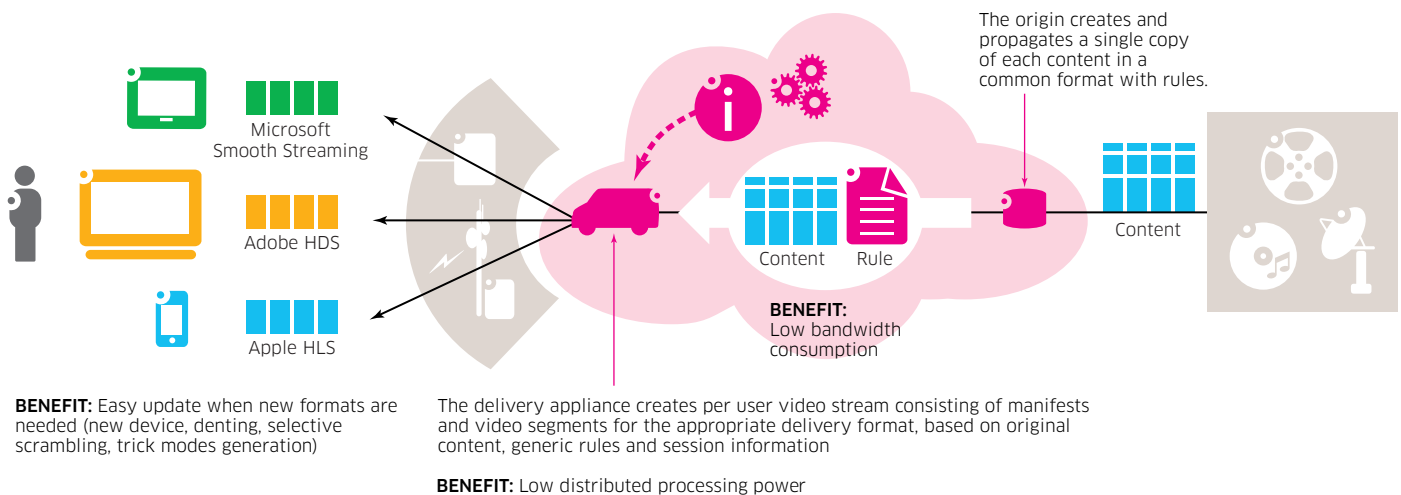 The origin creates and
propagates a single copy
of each content in a
common format with rules.
Microsoft
Smooth Streaming
Adobe HDS
Apple HLS
Content
Rule
Content
BENEFIT:
Low bandwidth
consumption
BENEFIT: Easy update when new formats are
needed (new device, denting, selective
scrambling, trick modes generation)
The delivery appliance creates per user video stream consisting of manifests
and video segments for the appropriate delivery format, based on original
content, generic rules and session information
BENEFIT: Low distributed processing power